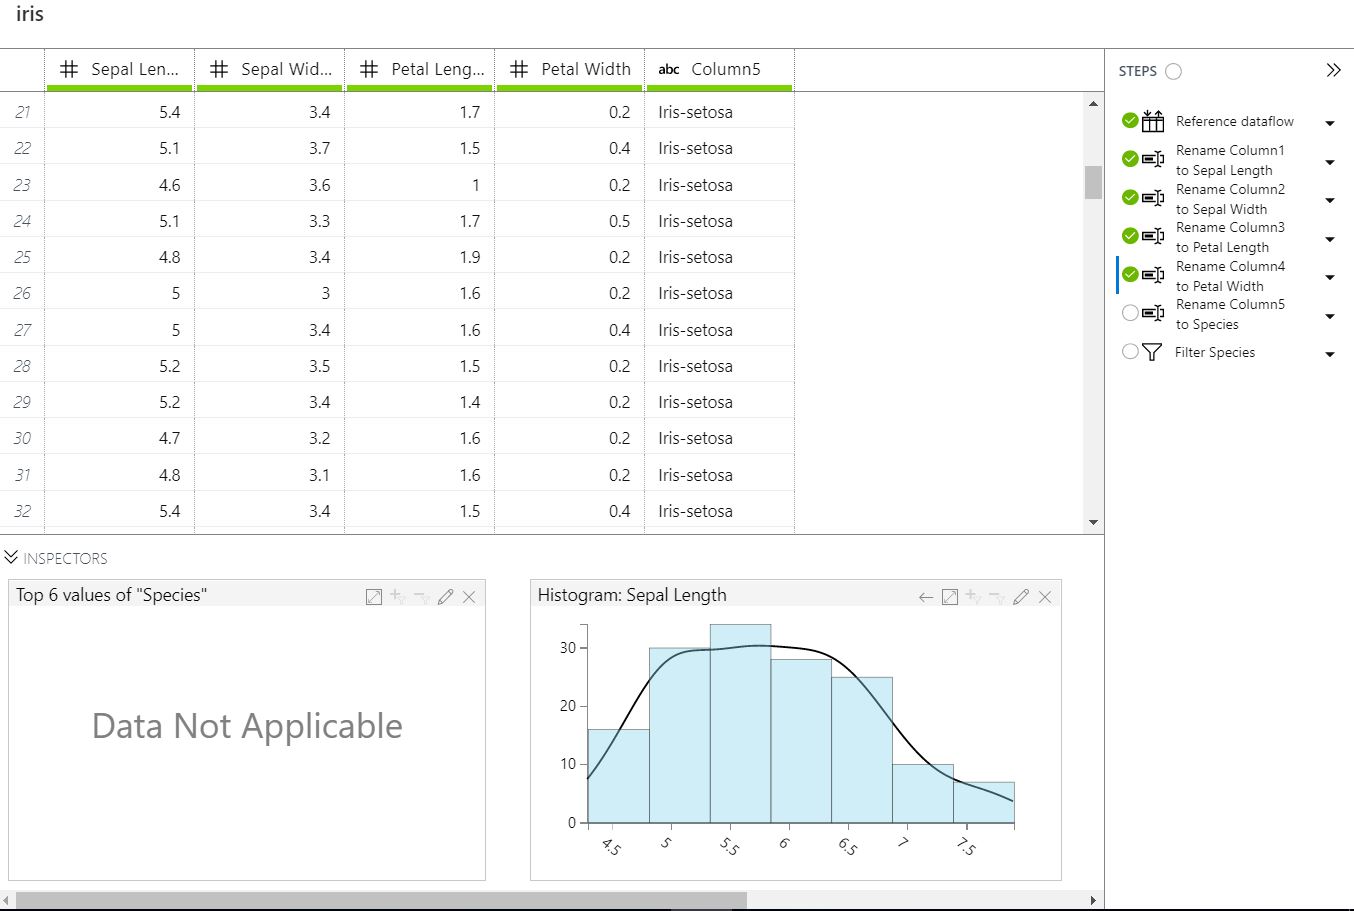 iris
Sepal Len... Sepal Wid... Petal Leng... Petal Width abc Column5
21 5.4 3.4 1.7 0.2 Iris-setosa
22 5.1 3.7 1.5 0.4 Iris-setosa
23 4.6 3.6 1 0.2 Iris-setosa
24 5.1 3.3 1.7 0.5 Iris-setosa
25 4.8 3.4 1.9 0.2 Iris-setosa
26 5 3 1.6 0.2 Iris-setosa
27 5 3.4 1.6 0.4 Iris-setosa
28 5.2 3.5 1.5 0.2 Iris-setosa
29 5.2 3.4 1.4 0.2 Iris-setosa
30 4.7 3.2 1.6 0.2 Iris-setosa
31 4.8 3.1 1.6 0.2 Iris-setosa
32 5.4 3.4 1.5 0.4 Iris-setosa
STEPS
Reference dataflow
Rename Column1
to Sepal Length
Rename Column2
to Sepal Width
Rename Column3
to Petal Length
Rename Column4
to Petal Width
Rename Column5
to Species
Filter Species
INSPECTORS
Top 6 values of "Species"
Data Not Applicable
Histogram: Sepal Length
30
20
10
0
4.5 5 5.5 6 6.5 7 7.5